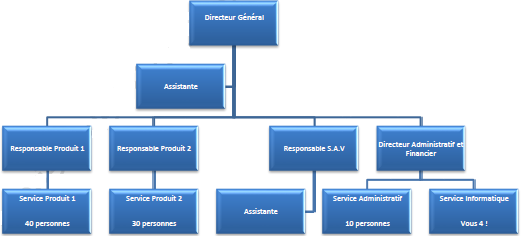 Directeur Général
Assistante
Responsable Produit 1
Responsable Produit 2
Responsable S.A.V
Directeur Administratif et
Financier
Service Produit 1
40 personnes
Service Produit 2
30 personnes
Assistante
Service Administratif
10 personnes
Service Informatique
Vous 4 !